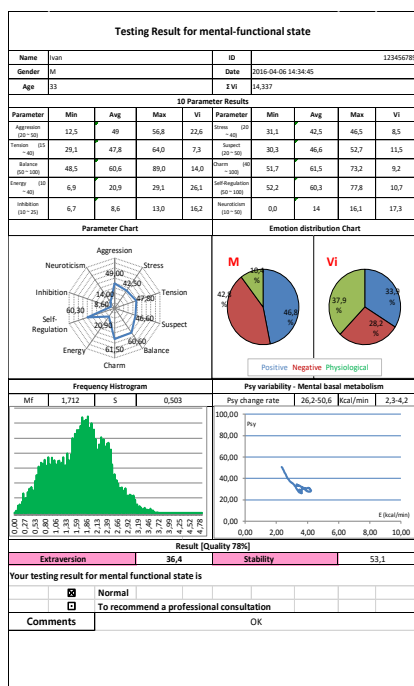 Testing Result for mental-functional state
Name Ivan ID 123456789
Gender M Date 2016-04-06 14:34:45
Age 33 Σ Vi 14,337
10 Parameter Results
Parameter Min Avg Max Vi Parameter Min Avg Max Vi
Aggression (20 ~ 50) 12,5 49 56,8 22,6 Stress (20 ~ 40) 31,1 42,5 46,5 8,5
Tension (15 ~ 40) 29,1 47,8 64,0 7,3 Suspect (20 ~ 50) 30,3 46,6 52,7 11,5
Balance (50 ~ 100) 48,5 60,6 89,0 14,0 Charm (40 ~ 100) 51,7 61,5 73,2 9,2
Energy (10 ~ 40) 6,9 20,9 29,1 26,1 Self-Regulation (50 ~ 100) 52,2 60,3 77,8 10,7
Inhibition (10 ~ 25) 6,7 8,6 13,0 16,2 Neuroticism (10 ~ 50) 0,0 14 16,1 17,3
Parameter Chart Emotion distribution Chart
Aggression
Neuroticism Stress
Inhibition Tension
Self-Regulation Suspect
Energy Balance
Charm
49,00
42,50
47,80
46,60
60,60
61,50
20,90
60,30
8,60
14,00
M Vi
10,4 %
46,8 %
37,9 %
28,2 %
Positive Negative Physiological
Frequency Histrogram Psy variability - Mental basal metabolism
Mf 1,712 S 0,503 Psy change rate 26,2-50,6 Kcal/min 2,3-4,2
100,00
80,00
60,00
40,00
20,00
0,00
Psy
E (kcal/min)
0,00 2,00 4,00 6,00 8,00 10,00
0,00 0,27 0,53 0,80 1,06 1,33 1,59 1,86 2,13 2,39 2,66 2,92 3,19 3,46 3,72 3,99 4,25 4,52 4,78
Result [Quality 78%]
Extraversion 36,4 Stability 53,1
Your testing result for mental functional state is
Normal
To recommend a professional consultation
Comments OK